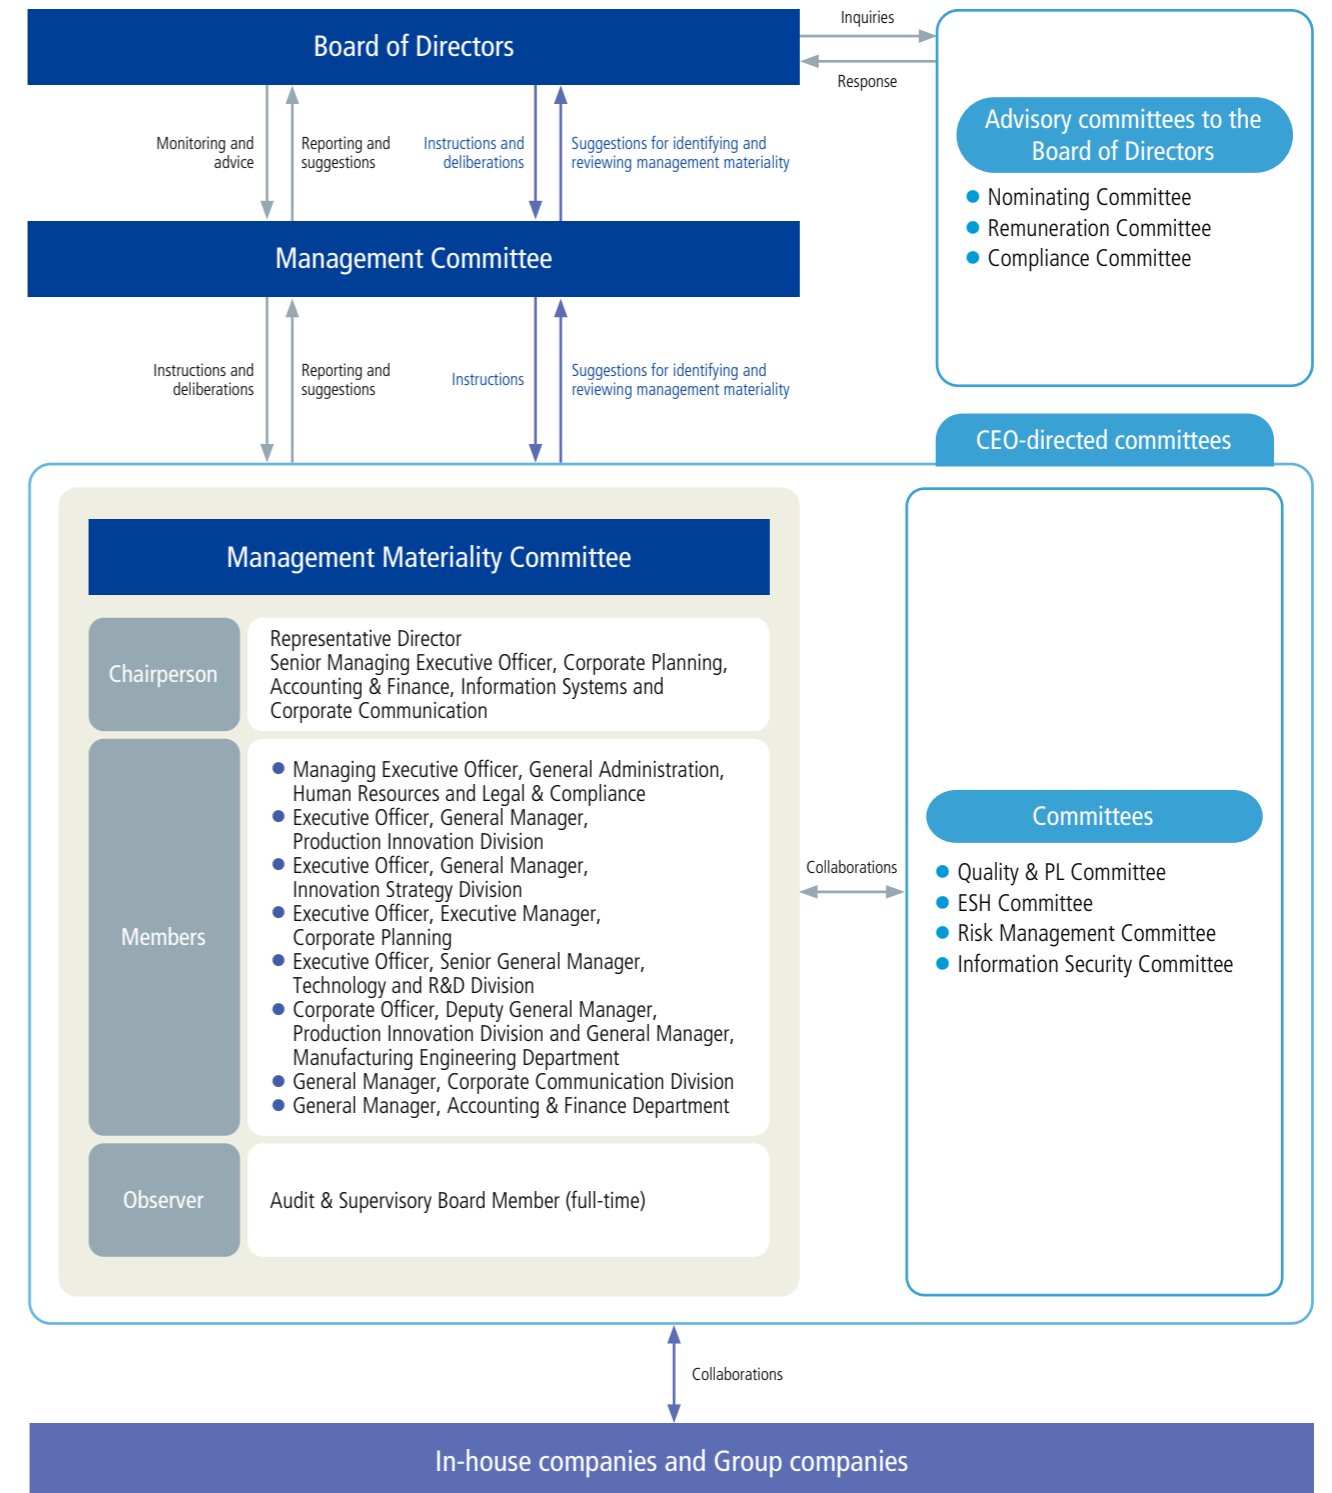 Board of Directors
Inquiries
Response
Advisory committees to the
Board of Directors
Nominating Committee
Remuneration Committee
Compliance Committee
Monitoring and
advice
Reporting and
suggestions
Instructions and
deliberations
Suggestions for identifying and
reviewing management materiality
Management Committee
Instructions and
deliberations
Reporting and
suggestions
Instructions
Suggestions for identifying and
reviewing management materiality
CEO-directed committees
Management Materiality Committee
Chairperson
Representative Director
Senior Managing Executive Officer, Corporate Planning,
Accounting & Finance, Information Systems and
Corporate Communication
Members
Managing Executive Officer, General Administration,
Human Resources and Legal & Compliance
Executive Officer, General Manager,
Production Innovation Division
Executive Officer, General Manager,
Innovation Strategy Division
Executive Officer, Executive Manager,
Corporate Planning
Executive Officer, Senior General Manager,
Technology and R&D Division
Corporate Officer, Deputy General Manager,
Production Innovation Division and General Manager,
Manufacturing Engineering Department
General Manager, Corporate Communication Division
General Manager, Accounting & Finance Department
Observer
Audit & Supervisory Board Member (full-time)
Collaborations
Committees
Quality & PL Committee
ESH Committee
Risk Management Committee
Information Security Committee
Collaborations
In-house companies and Group companies